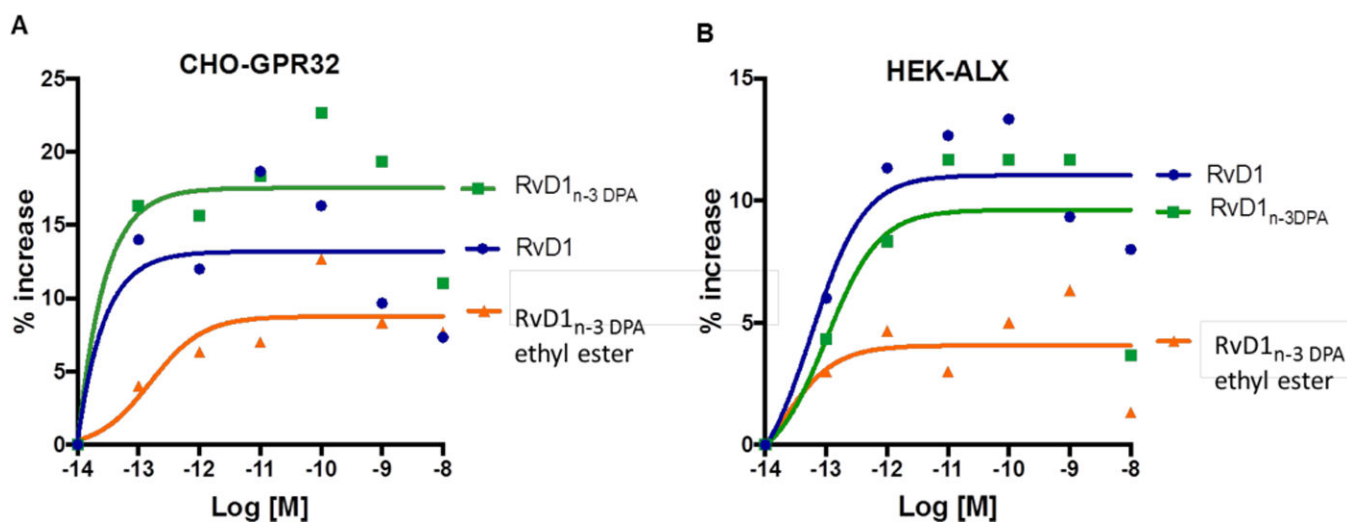 A
CHO-GPR32
% increase
25
20
15
10
5
0
-14 -13 -12 -11 -10 -9 -8
Log [M]
RvD1n-3 DPA
RvD1
RvD1n-3 DPA
ethyl ester
B
HEK-ALX
% increase
15
10
5
0
-14 -13 -12 -11 -10 -9 -8
Log [M]
RvD1
RvD1n-3DPA
RvD1n-3 DPA
ethyl ester